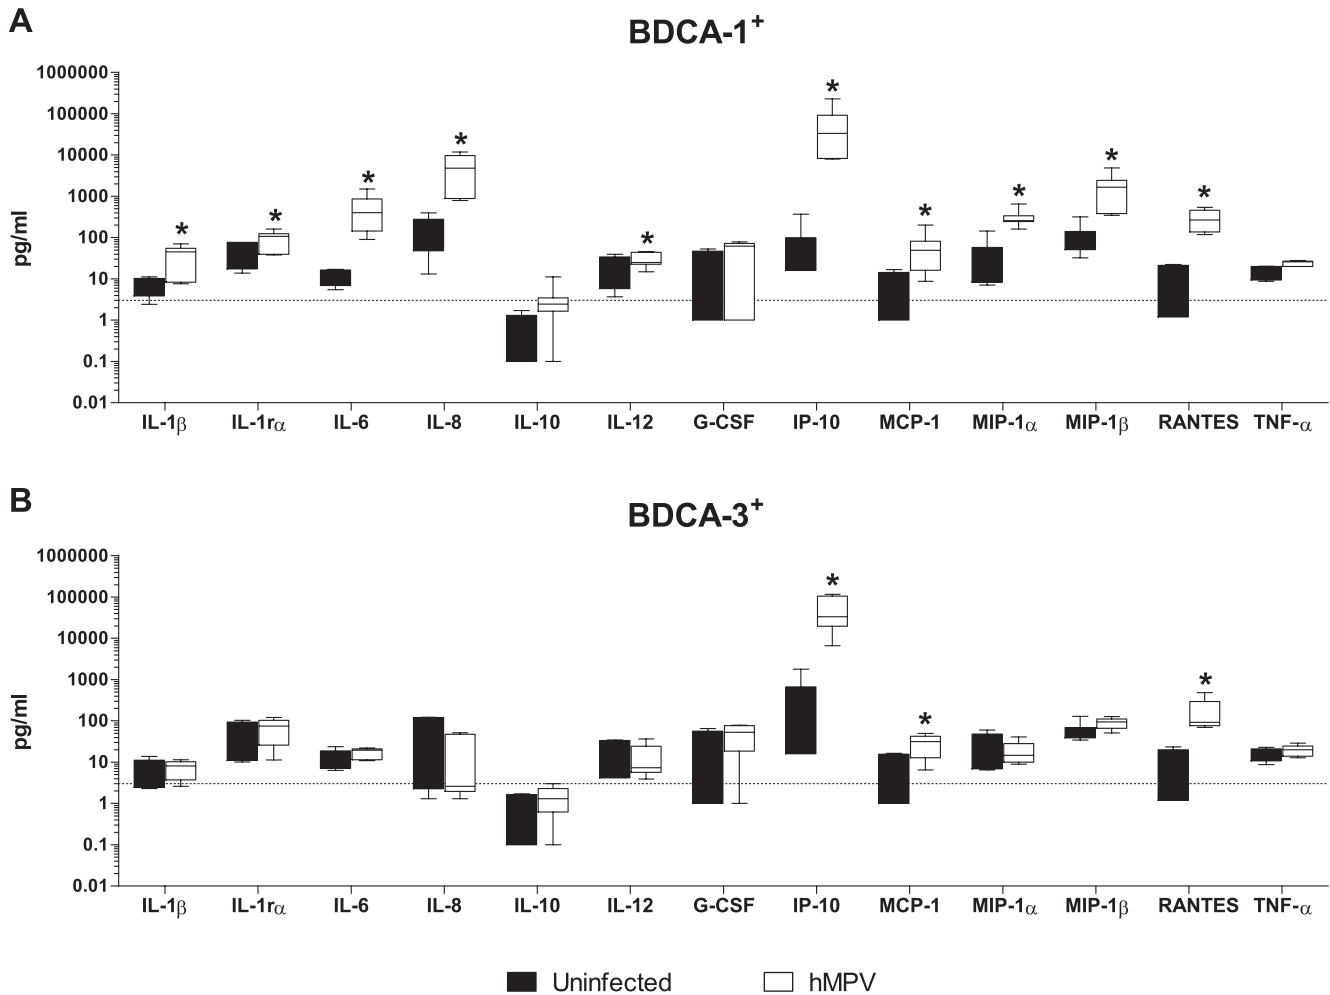 A
BDCA-1+
pg/ml
1000000
100000
10000
1000
100
10
1
0.1
0.01
* * * * * * * * * *
IL-1β IL-1rα IL-6 IL-8 IL-10 IL-12 G-CSF IP-10 MCP-1 MIP-1α MIP-1β RANTES TNF-α
B
BDCA-3+
pg/ml
1000000
100000
10000
1000
100
10
1
0.1
0.01
* * *
IL-1β IL-1rα IL-6 IL-8 IL-10 IL-12 G-CSF IP-10 MCP-1 MIP-1α MIP-1β RANTES TNF-α
Uninfected hMPV